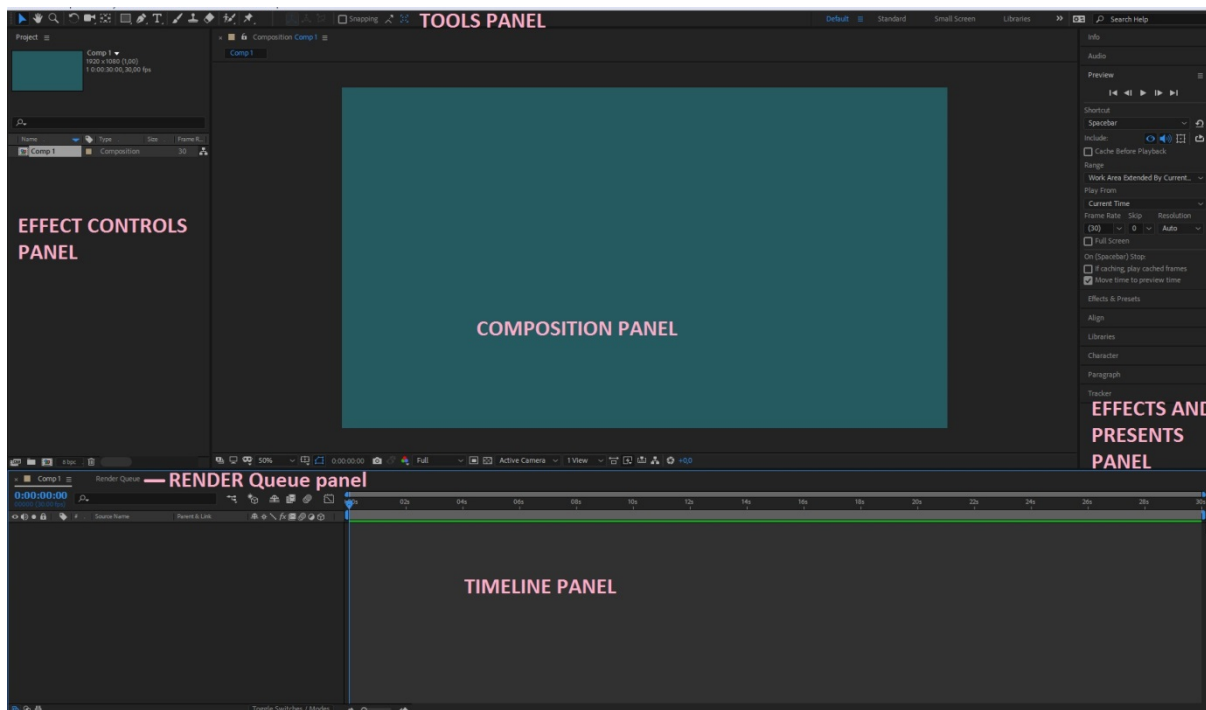 Snapping
TOOLS PANEL
Default
Standard
Small Screen
Libraries
Search Help
Project
Comp 1
1920 x 1080 (1,00)
0:00:30:00, 30,00 fps
Name Type Size Frame R...
Comp 1 Composition 30
EFFECT CONTROLS
PANEL
8 bpc
Composition Comp 1
Comp 1
COMPOSITION PANEL
50% 0:00:00:00 Full Active Camera 1 View +0,0
Info
Audio
Preview
Shortcut
Spacebar
Include:
Cache Before Playback
Range
Work Area Extended By Current...
Play From
Current Time
Frame Rate Skip Resolution
(30) 0 Auto
Full Screen
On (Spacebar) Stop:
If caching, play cached frames
Move time to preview time
Effects & Presets
Align
Libraries
Character
Paragraph
Tracker
EFFECTS AND
PRESENTS
PANEL
Comp 1 Render Queue RENDER Queue panel
0:00:00:00
02s 04s 06s 08s 10s 12s 14s 16s 18s 20s 22s 24s 26s 28s 30s
# Source Name Parent & Link
TIMELINE PANEL
Toggle Switches / Modes